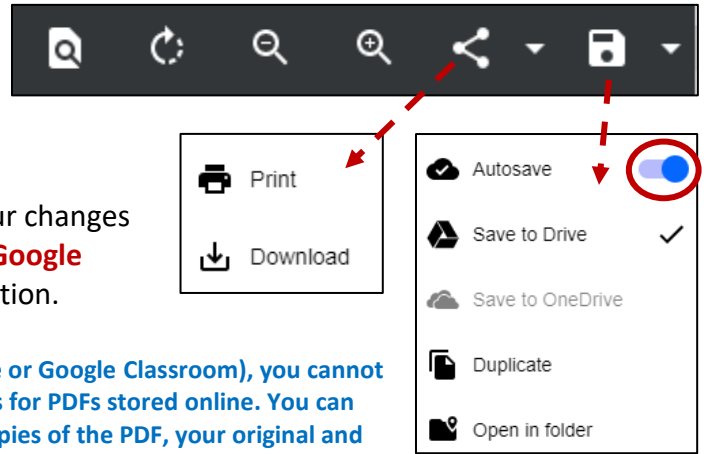 Print
Download
Autosave
Save to Drive
Save to OneDrive
Duplicate
Open in folder
changes
Google
tion.
or Google Classroom), you cannot
for PDFs stored online. You can
of the PDF, your original and